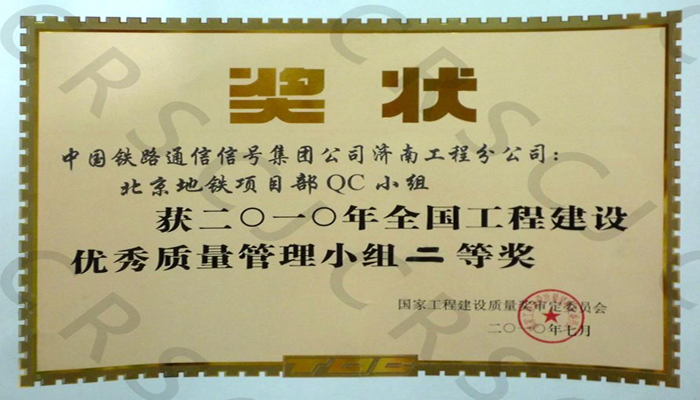 奖状
中国铁路通信信号集团公司济南工程分公司：
北京地铁项目部QC小组
获二〇一〇年全国工程建设
优秀质量管理小组二等奖
国家工程建设质量奖审定委员会
二〇一〇年七月
CRSCJ